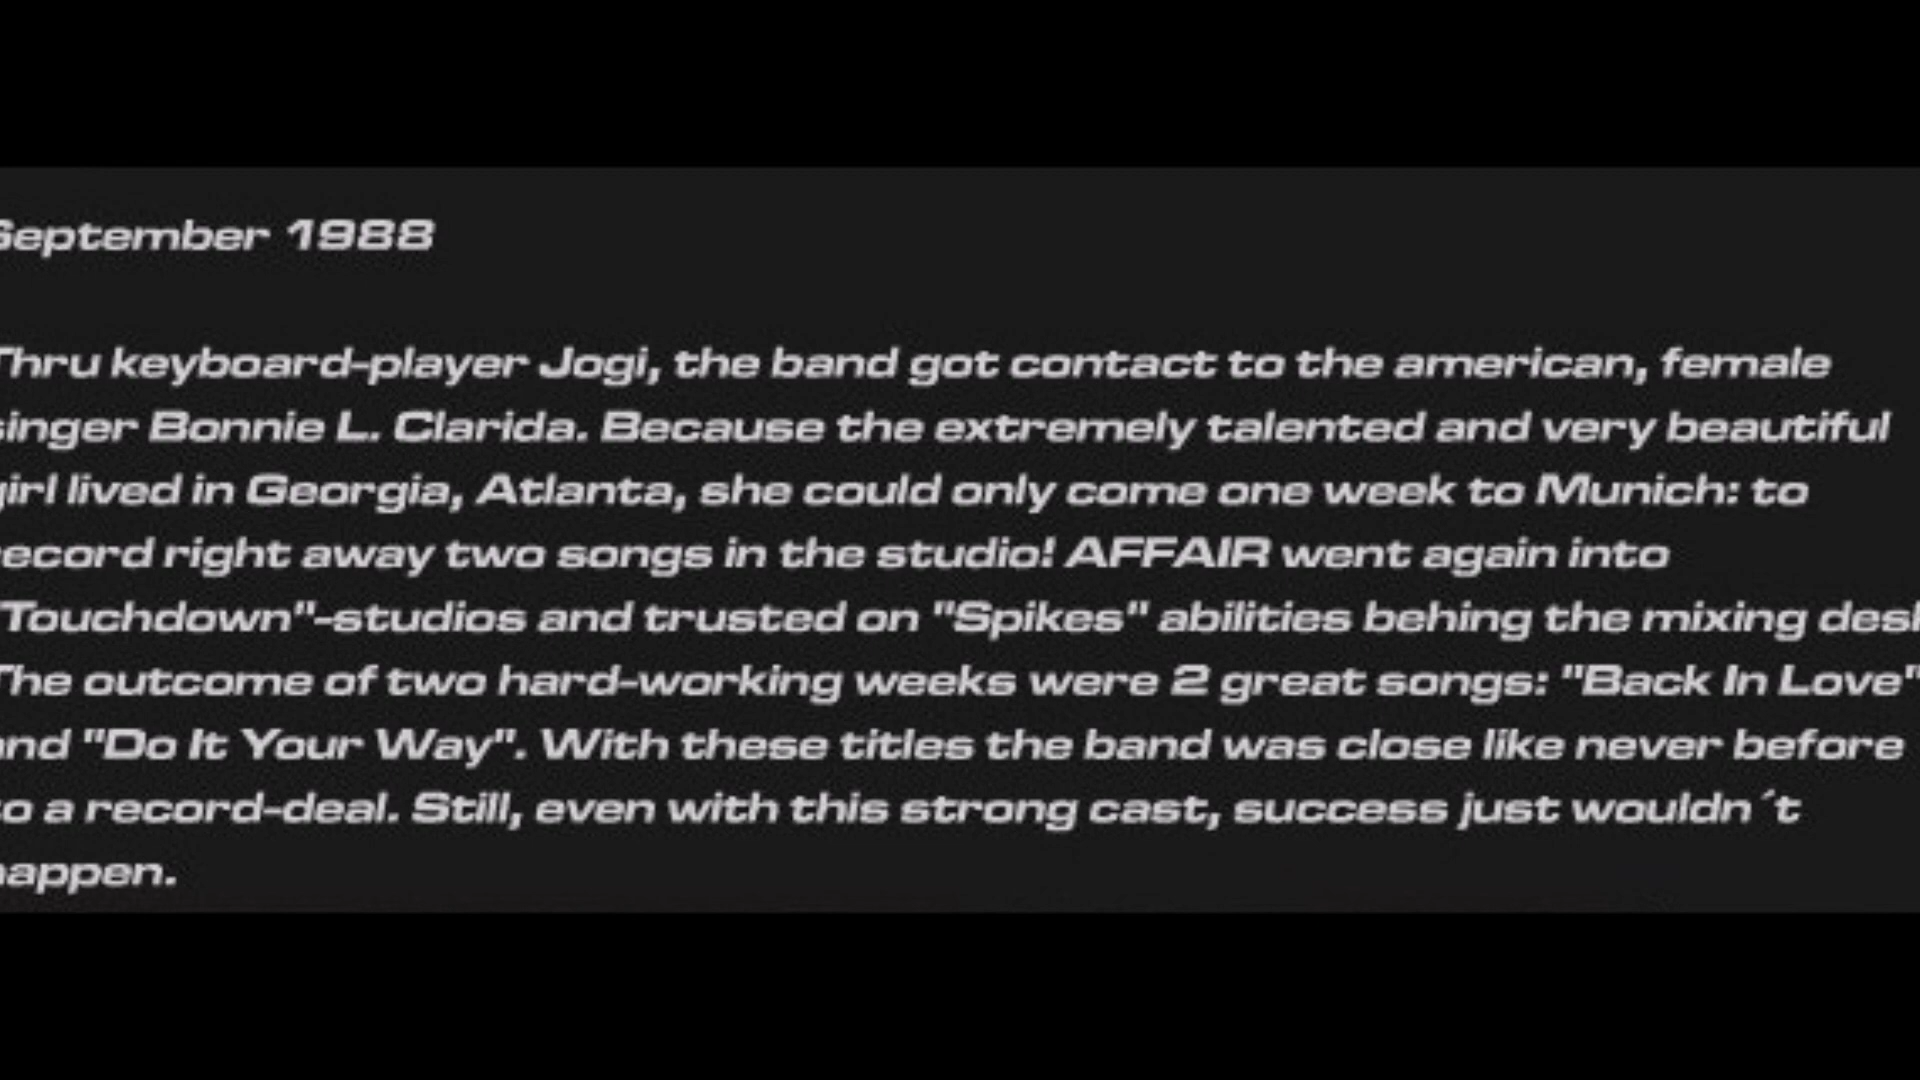 September 1988
Thru keyboard-player Jogi, the band got contact to the american, female
singer Bonnie L. Clarida. Because the extremely talented and very beautiful
girl lived in Georgia, Atlanta, she could only come one week to Munich: to
record right away two songs in the studio! AFFAIR went again into
"Touchdown"-studios and trusted on "Spikes" abilities behing the mixing desk
The outcome of two hard-working weeks were 2 great songs: "Back In Love"
and "Do It Your Way". With these titles the band was close like never before
to a record-deal. Still, even with this strong cast, success just wouldn´t
happen.